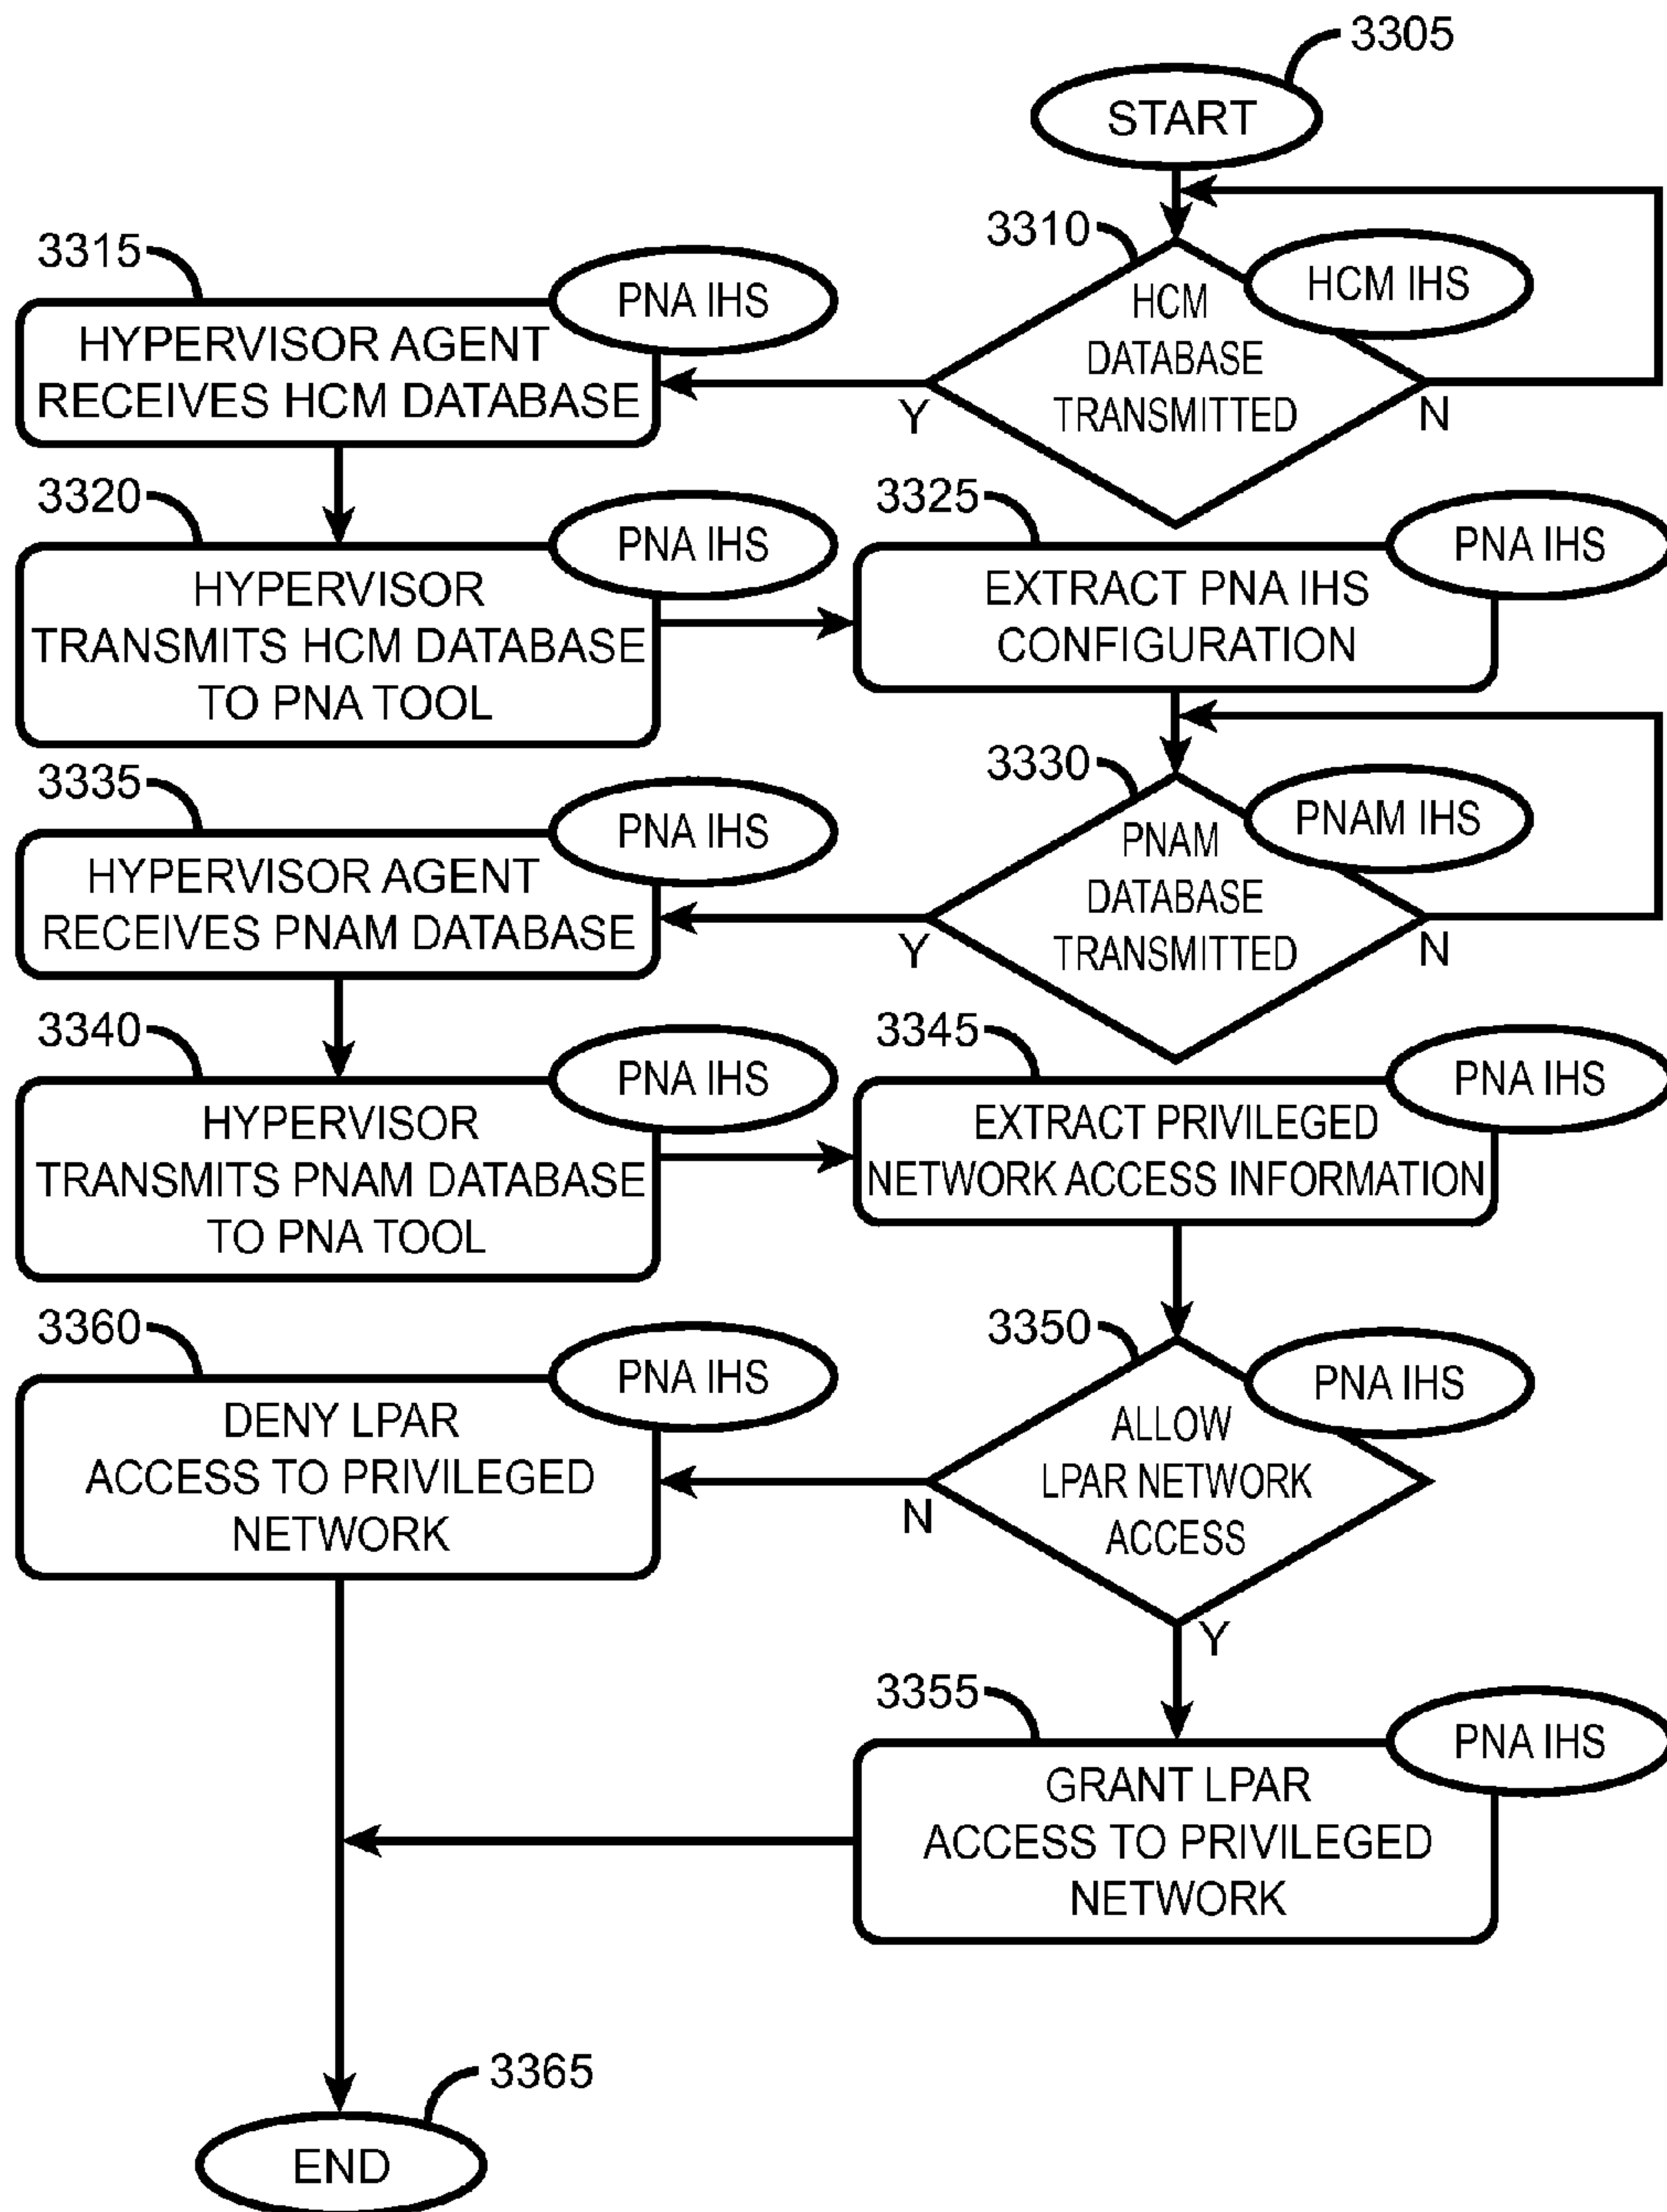 3305
START
3310
HCM IHS
HCM
DATABASE
TRANSMITTED
Y
N
3315
PNA IHS
HYPERVISOR AGENT
RECEIVES HCM DATABASE
3320
PNA IHS
HYPERVISOR
TRANSMITS HCM DATABASE
TO PNA TOOL
3325
PNA IHS
EXTRACT PNA IHS
CONFIGURATION
3330
PNAM IHS
PNAM
DATABASE
TRANSMITTED
Y
N
3335
PNA IHS
HYPERVISOR AGENT
RECEIVES PNAM DATABASE
3340
PNA IHS
HYPERVISOR
TRANSMITS PNAM DATABASE
TO PNA TOOL
3345
PNA IHS
EXTRACT PRIVILEGED
NETWORK ACCESS INFORMATION
3350
PNA IHS
ALLOW
LPAR NETWORK
ACCESS
N
Y
3360
PNA IHS
DENY LPAR
ACCESS TO PRIVILEGED
NETWORK
3355
PNA IHS
GRANT LPAR
ACCESS TO PRIVILEGED
NETWORK
3365
END